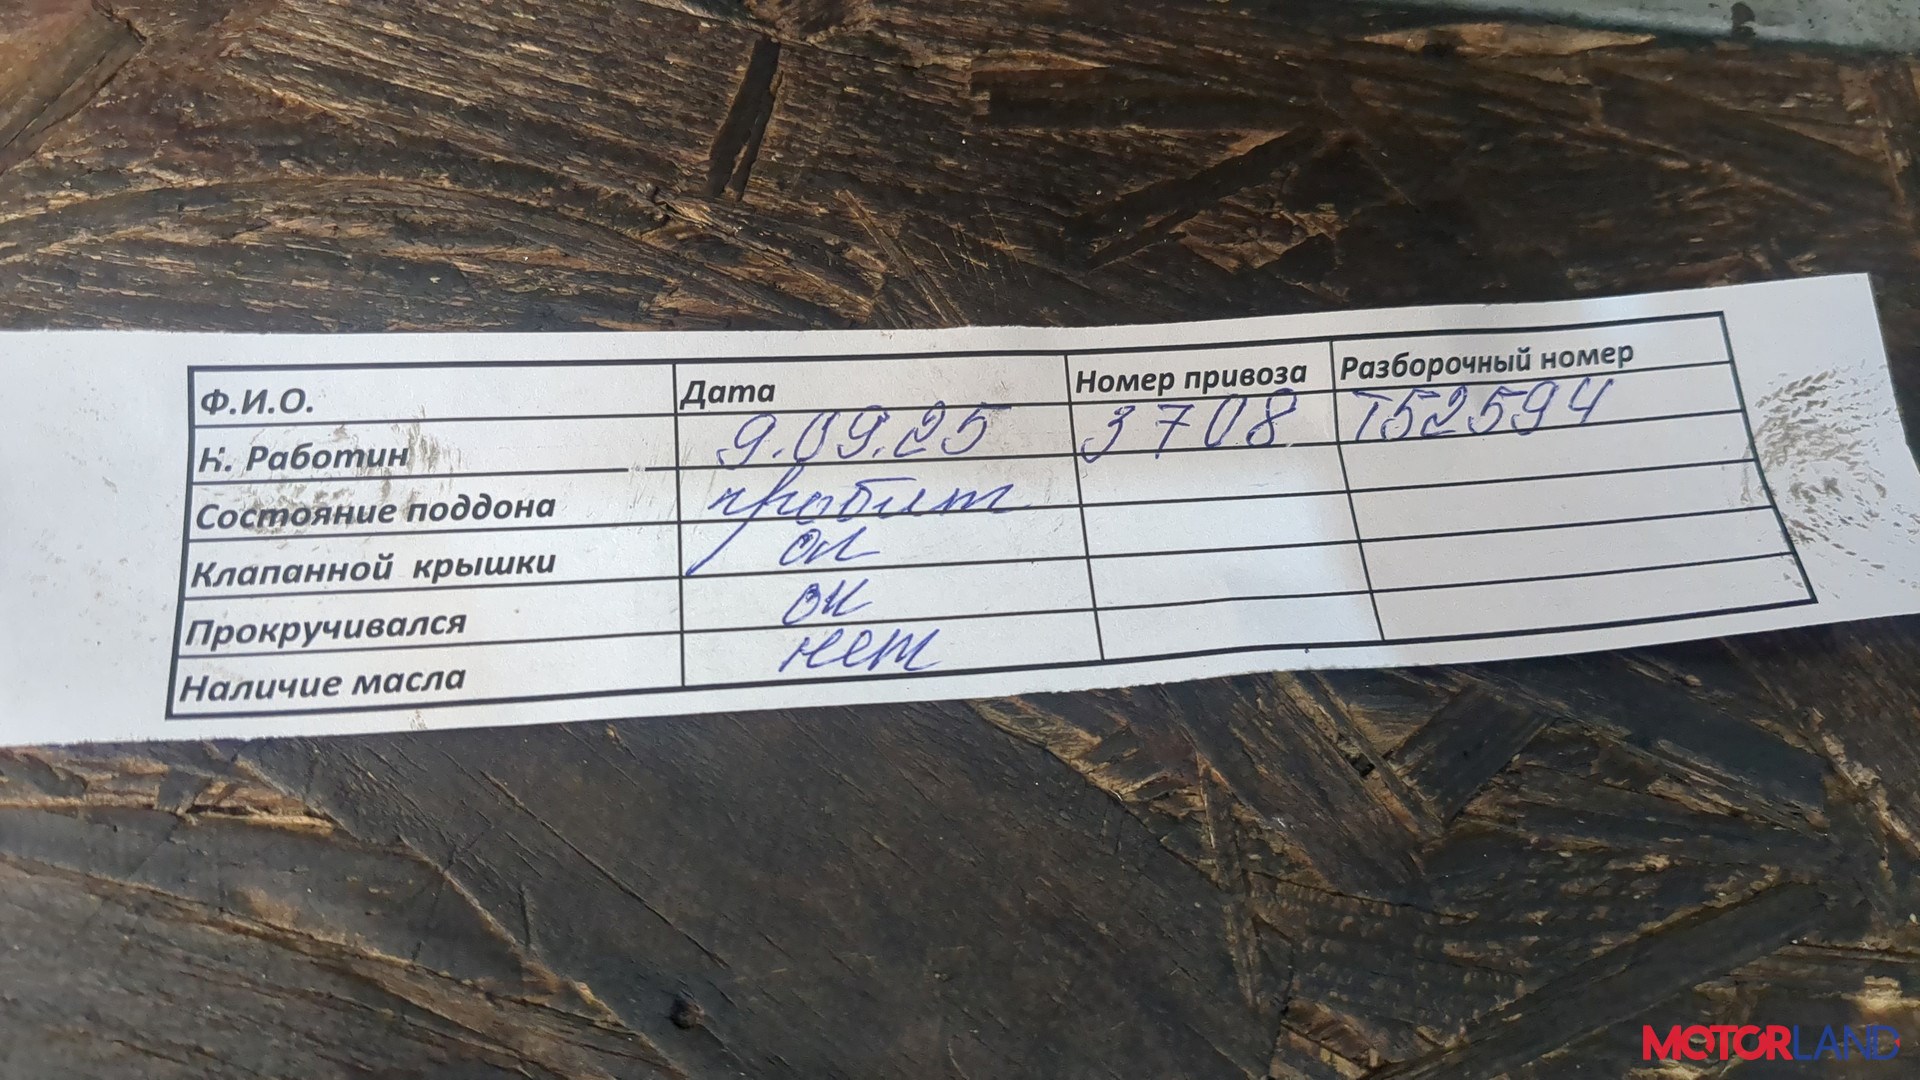 Ф.И.О. Дата Номер привоза Разборочный номер
К. Работин 9.09.25 3708 T52594
Состояние поддона пробит
Клапанной крышки ок
Прокручивался ок
Наличие масла нет
MOTORLAND